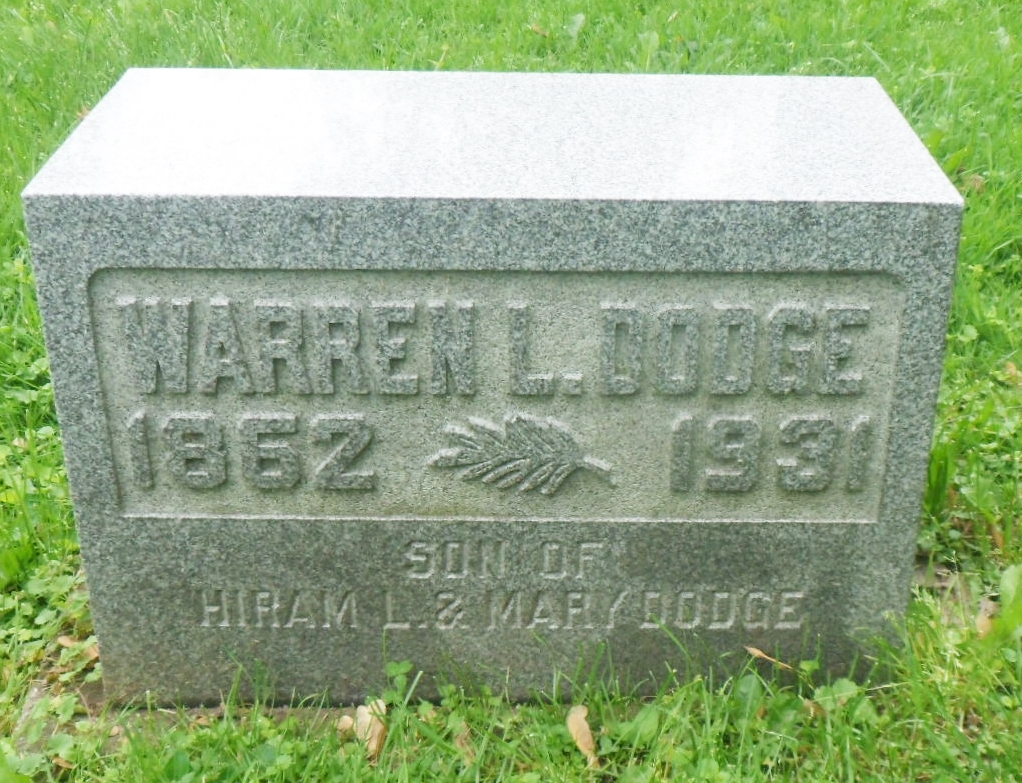 WARREN L. DODGE
1862 1931
SON OF
HIRAM L. & MARY DODGE